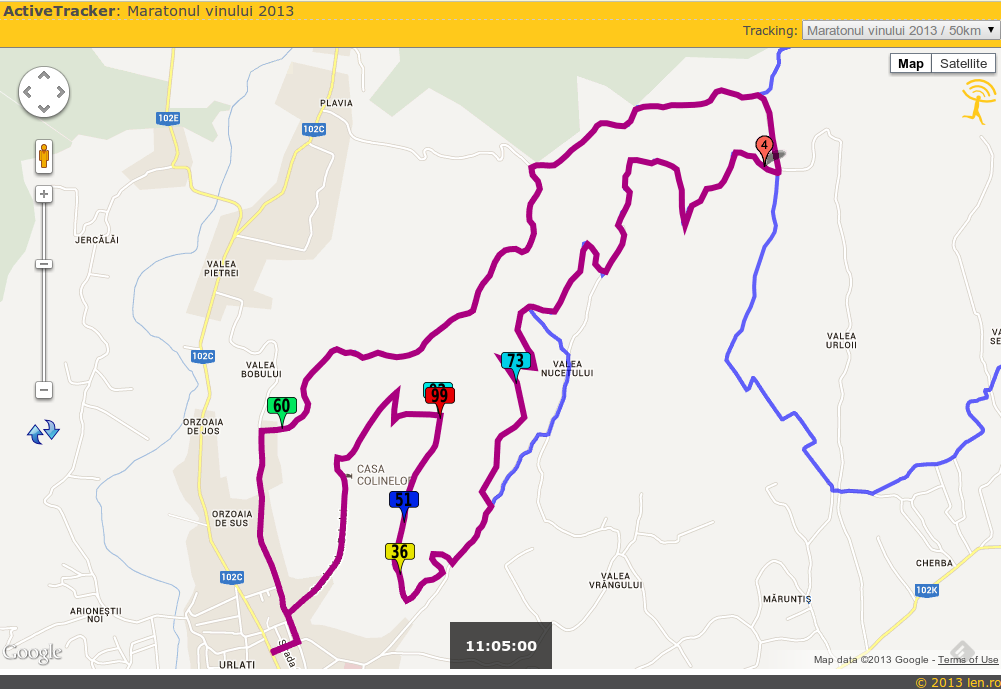 ActiveTracker: Maratonul vinului 2013
Tracking: Maratonul vinului 2013 / 50km
Map Satellite
PLAVIA
102E
102C
4
JERCĂLĂI
VALEA
PIETREI
VALEA
URLOII
102C
VALEA
BOBULUI
73
VALEA
NUCETULUI
99
60
ORZOAIA
DE JOS
CASA
COLINELOR
51
ORZOAIA
DE SUS
36
102C
VALEA
VRÂNGULUI
CHERBA
102K
MĂRUNȚIȘ
ARIONEȘTII
NOI
11:05:00
Google
URLATI
Map data ©2013 Google - Terms of Use
© 2013 len.ro